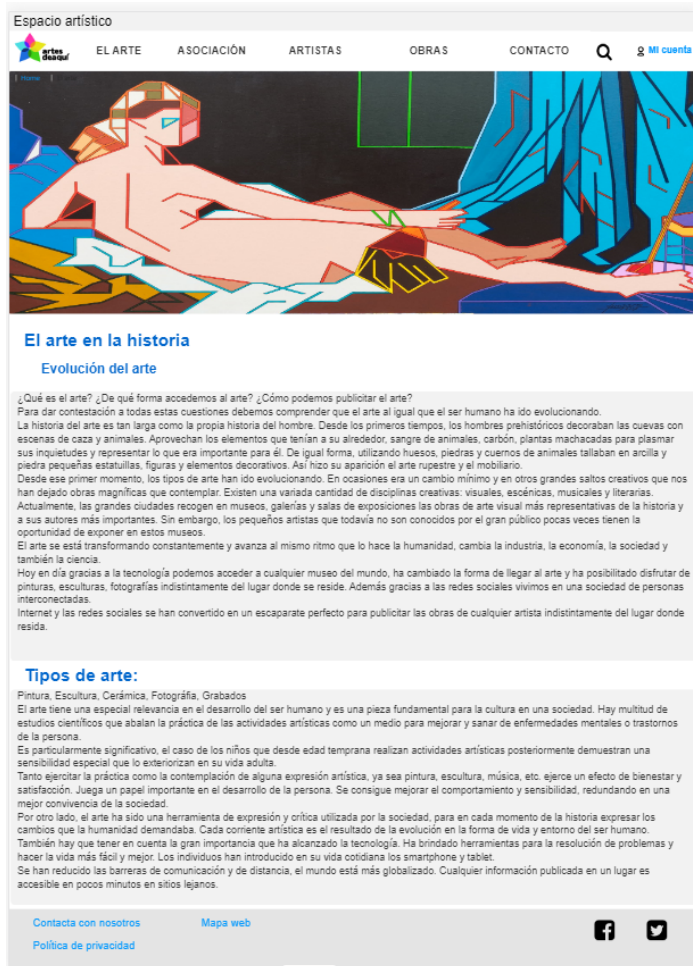 Espacio artístico
artes
deaquí
EL ARTE
ASOCIACIÓN
ARTISTAS
OBRAS
CONTACTO
Mi cuenta
| Home |
El arte en la historia
Evolución del arte
¿Qué es el arte? ¿De qué forma accedemos al arte? ¿Cómo podemos publicitar el arte?
Para dar contestación a todas estas cuestiones debemos comprender que el arte al igual que el ser humano ha ido evolucionando.
La historia del arte es tan larga como la propia historia del hombre. Desde los primeros tiempos, los hombres prehistóricos decoraban las cuevas con
escenas de caza y animales. Aprovechan los elementos que tenían a su alrededor, sangre de animales, carbón, plantas machacadas para plasmar
sus inquietudes y representar lo que era importante para él. De igual forma, utilizando huesos, piedras y cuernos de animales tallaban en arcilla y
piedra pequeñas estatuillas, figuras y elementos decorativos. Así hizo su aparición el arte rupestre y el mobiliario.
Desde ese primer momento, los tipos de arte han ido evolucionando. En ocasiones era un cambio mínimo y en otros grandes saltos creativos que nos
han dejado obras magníficas que contemplar. Existen una variada cantidad de disciplinas creativas: visuales, escénicas, musicales y literarias.
Actualmente, las grandes ciudades recogen en museos, galerías y salas de exposiciones las obras de arte visual más representativas de la historia y
a sus autores más importantes. Sin embargo, los pequeños artistas que todavía no son conocidos por el gran público pocas veces tienen la
oportunidad de exponer en estos museos.
El arte se está transformando constantemente y avanza al mismo ritmo que lo hace la humanidad, cambia la industria, la economía, la sociedad y
también la ciencia.
Hoy en día gracias a la tecnología podemos acceder a cualquier museo del mundo, ha cambiado la forma de llegar al arte y ha posibilitado disfrutar de
pinturas, esculturas, fotografías indistintamente del lugar donde se reside. Además gracias a las redes sociales vivimos en una sociedad de personas
interconectadas.
Internet y las redes sociales se han convertido en un escaparate perfecto para publicitar las obras de cualquier artista indistintamente del lugar donde
resida.
Tipos de arte:
Pintura, Escultura, Cerámica, Fotografía, Grabados
El arte tiene una especial relevancia en el desarrollo del ser humano y es una pieza fundamental para la cultura en una sociedad. Hay multitud de
estudios científicos que abalan la práctica de las actividades artísticas como un medio para mejorar y sanar de enfermedades mentales o trastornos
de la persona.
Es particularmente significativo, el caso de los niños que desde edad temprana realizan actividades artísticas posteriormente demuestran una
sensibilidad especial que lo exteriorizan en su vida adulta.
Tanto ejercitar la práctica como la contemplación de alguna expresión artística, ya sea pintura, escultura, música, etc. ejerce un efecto de bienestar y
satisfacción. Juega un papel importante en el desarrollo de la persona. Se consigue mejorar el comportamiento y sensibilidad, redundando en una
mejor convivencia de la sociedad.
Por otro lado, el arte ha sido una herramienta de expresión y crítica utilizada por la sociedad, para en cada momento de la historia expresar los
cambios que la humanidad demandaba. Cada corriente artística es el resultado de la evolución en la forma de vida y entorno del ser humano.
También hay que tener en cuenta la gran importancia que ha alcanzado la tecnología. Ha brindado herramientas para la resolución de problemas y
hacer la vida más fácil y mejor. Los individuos han introducido en su vida cotidiana los smartphone y tablet.
Se han reducido las barreras de comunicación y de distancia, el mundo está más globalizado. Cualquier información publicada en un lugar es
accesible en pocos minutos en sitios lejanos.
Contacta con nosotros
Mapa web
Política de privacidad